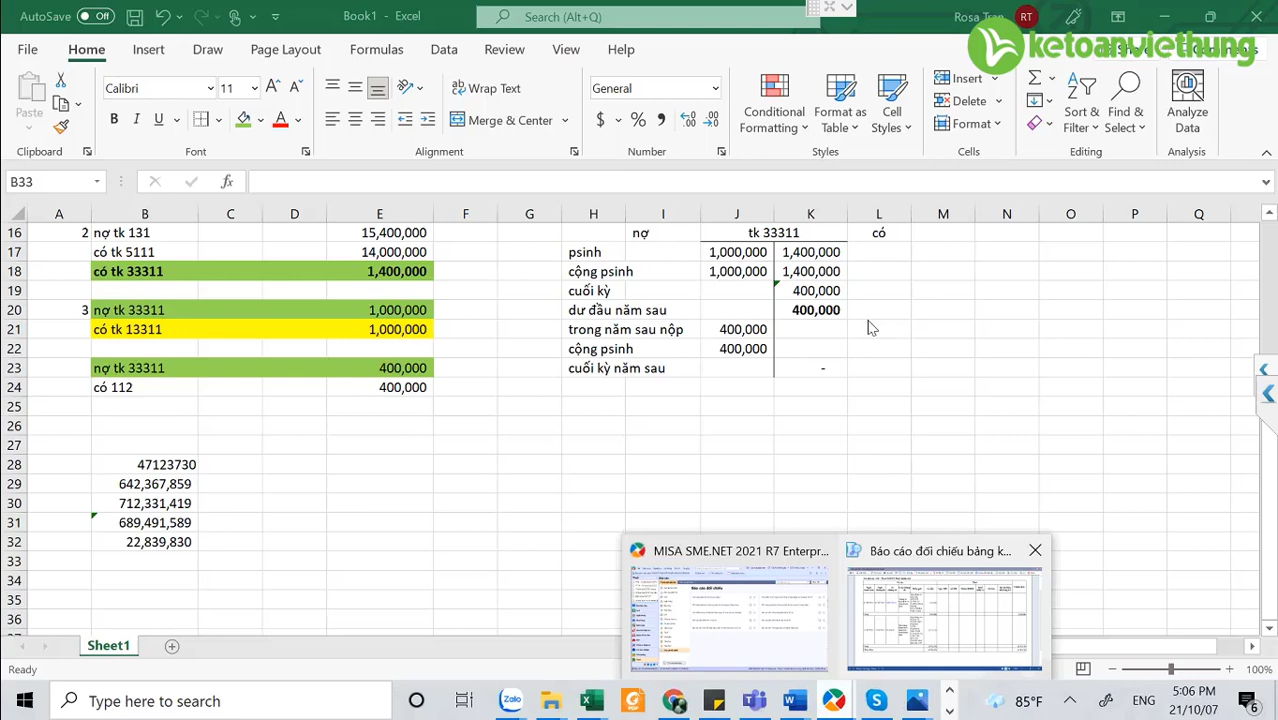 AutoSave Off Book1 - Excel Search (Alt+Q) Rosa Tran RT
ketoanviethung
File Home Insert Draw Page Layout Formulas Data Review View Help
Paste Calibri 11 A A Wrap Text General Conditional Formatting Format as Table Cell Styles Insert Delete Format Sort & Filter Find & Select Analyze Data
B I U A Merge & Center $ % 9
Clipboard Font Alignment Number Styles Cells Editing Analysis
B33 fx
A B C D E F G H I J K L M N O P Q
16 2 nợ tk 131 15,400,000 nợ tk 33311 có
17 có tk 5111 14,000,000 psinh 1,000,000 1,400,000
18 có tk 33311 1,400,000 cộng psinh 1,000,000 1,400,000
19 cuối kỳ 400,000
20 3 nợ tk 33311 1,000,000 dư đầu năm sau 400,000
21 có tk 13311 1,000,000 trong năm sau nộp 400,000
22 cộng psinh 400,000
23 nợ tk 33311 400,000 cuối kỳ năm sau -
24 có 112 400,000
25
26
27
28 47123730
29 642,367,859
30 712,331,419
31 689,491,589
32 22,839,830
33
34
35
36
MISA SME.NET 2021 R7 Enterpr... Báo cáo đối chiếu bảng k...
Báo cáo đối chiếu
Sheet1
Ready 100%
Type here to search Zalo 85°F ENG 5:06 PM
21/10/07 6